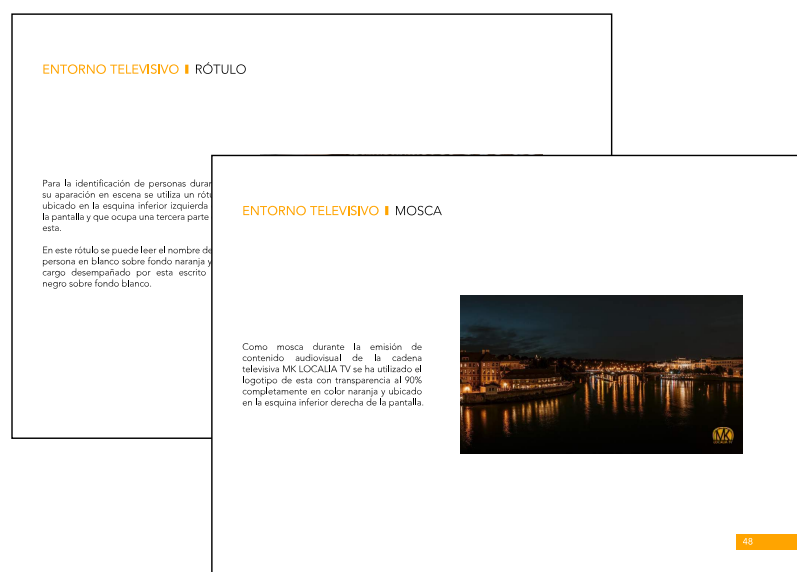 ENTORNO TELEVISIVO RÓTULO
Para la identificación de personas
su aparación en escena se utiliza un
ubicado en la esquina inferior izquierda
la pantalla y que ocupa una tercera parte
esta.
En este rótulo se puede leer el nombre de
persona en blanco sobre fondo naranja y
cargo desempañado por esta escrito
negro sobre fondo blanco.
ENTORNO TELEVISIVO MOSCA
Como mosca durante la emisión de
contenido audiovisual de la cadena
televisiva MK LOCALIA TV se ha utilizado el
logotipo de esta con transparencia al 90%
completamente en color naranja y ubicado
en la esquina inferior derecha de la pantalla.
MK
LOCALIA TV
48